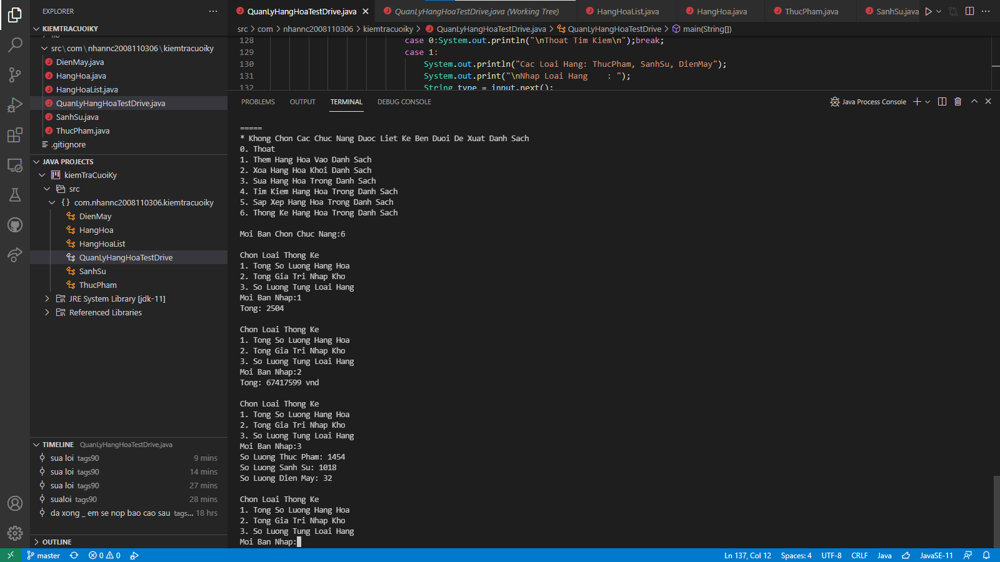 EXPLORER
KIEMTRACUOIKY
src\com\nhannc2008110306\kiemtracuoiky
DienMay.java
HangHoa.java
HangHoaList.java
QuanLyHangHoaTestDrive.java
SanhSu.java
ThucPham.java
.gitignore
JAVA PROJECTS
kiemTraCuoiKy
src
com.nhannc2008110306.kiemtracuoiky
DienMay
HangHoa
HangHoaList
QuanLyHangHoaTestDrive
SanhSu
ThucPham
JRE System Library [jdk-11]
Referenced Libraries
TIMELINE QuanLyHangHoaTestDrive.java
sua loi tags90 9 mins
sua loi tags90 14 mins
sua loi tags90 27 mins
sualoi tags90 28 mins
da xong _ em se nop bao cao sau tags... 18 hrs
OUTLINE
QuanLyHangHoaTestDrive.java QuanLyHangHoaTestDrive.java (Working Tree) HangHoaList.java HangHoa.java ThucPham.java SanhSu.java
src > com > nhannc2008110306 > kiemtracuoiky > QuanLyHangHoaTestDrive.java > QuanLyHangHoaTestDrive > main(String[])
128 case 0:System.out.println("\nThoat Tim Kiem\n");break;
129 case 1:
130 System.out.println("Cac Loai Hang: ThucPham, SanhSu, DienMay");
131 System.out.print("\nNhap Loai Hang    : ");
132 String type = input.next();
PROBLEMS OUTPUT TERMINAL DEBUG CONSOLE Java Process Console
=====
* Khong Chon Cac Chuc Nang Duoc Liet Ke Ben Duoi De Xuat Danh Sach
0. Thoat
1. Them Hang Hoa Vao Danh Sach
2. Xoa Hang Hoa Khoi Danh Sach
3. Sua Hang Hoa Trong Danh Sach
4. Tim Kiem Hang Hoa Trong Danh Sach
5. Sap Xep Hang Hoa Trong Danh Sach
6. Thong Ke Hang Hoa Trong Danh Sach
Moi Ban Chon Chuc Nang:6
Chon Loai Thong Ke
1. Tong So Luong Hang Hoa
2. Tong Gia Tri Nhap Kho
3. So Luong Tung Loai Hang
Moi Ban Nhap:1
Tong: 2504
Chon Loai Thong Ke
1. Tong So Luong Hang Hoa
2. Tong Gia Tri Nhap Kho
3. So Luong Tung Loai Hang
Moi Ban Nhap:2
Tong: 67417599 vnd
Chon Loai Thong Ke
1. Tong So Luong Hang Hoa
2. Tong Gia Tri Nhap Kho
3. So Luong Tung Loai Hang
Moi Ban Nhap:3
So Luong Thuc Pham: 1454
So Luong Sanh Su: 1018
So Luong Dien May: 32
Chon Loai Thong Ke
1. Tong So Luong Hang Hoa
2. Tong Gia Tri Nhap Kho
3. So Luong Tung Loai Hang
Moi Ban Nhap:
master 0 0 Ln 137, Col 12 Spaces: 4 UTF-8 CRLF Java JavaSE-11